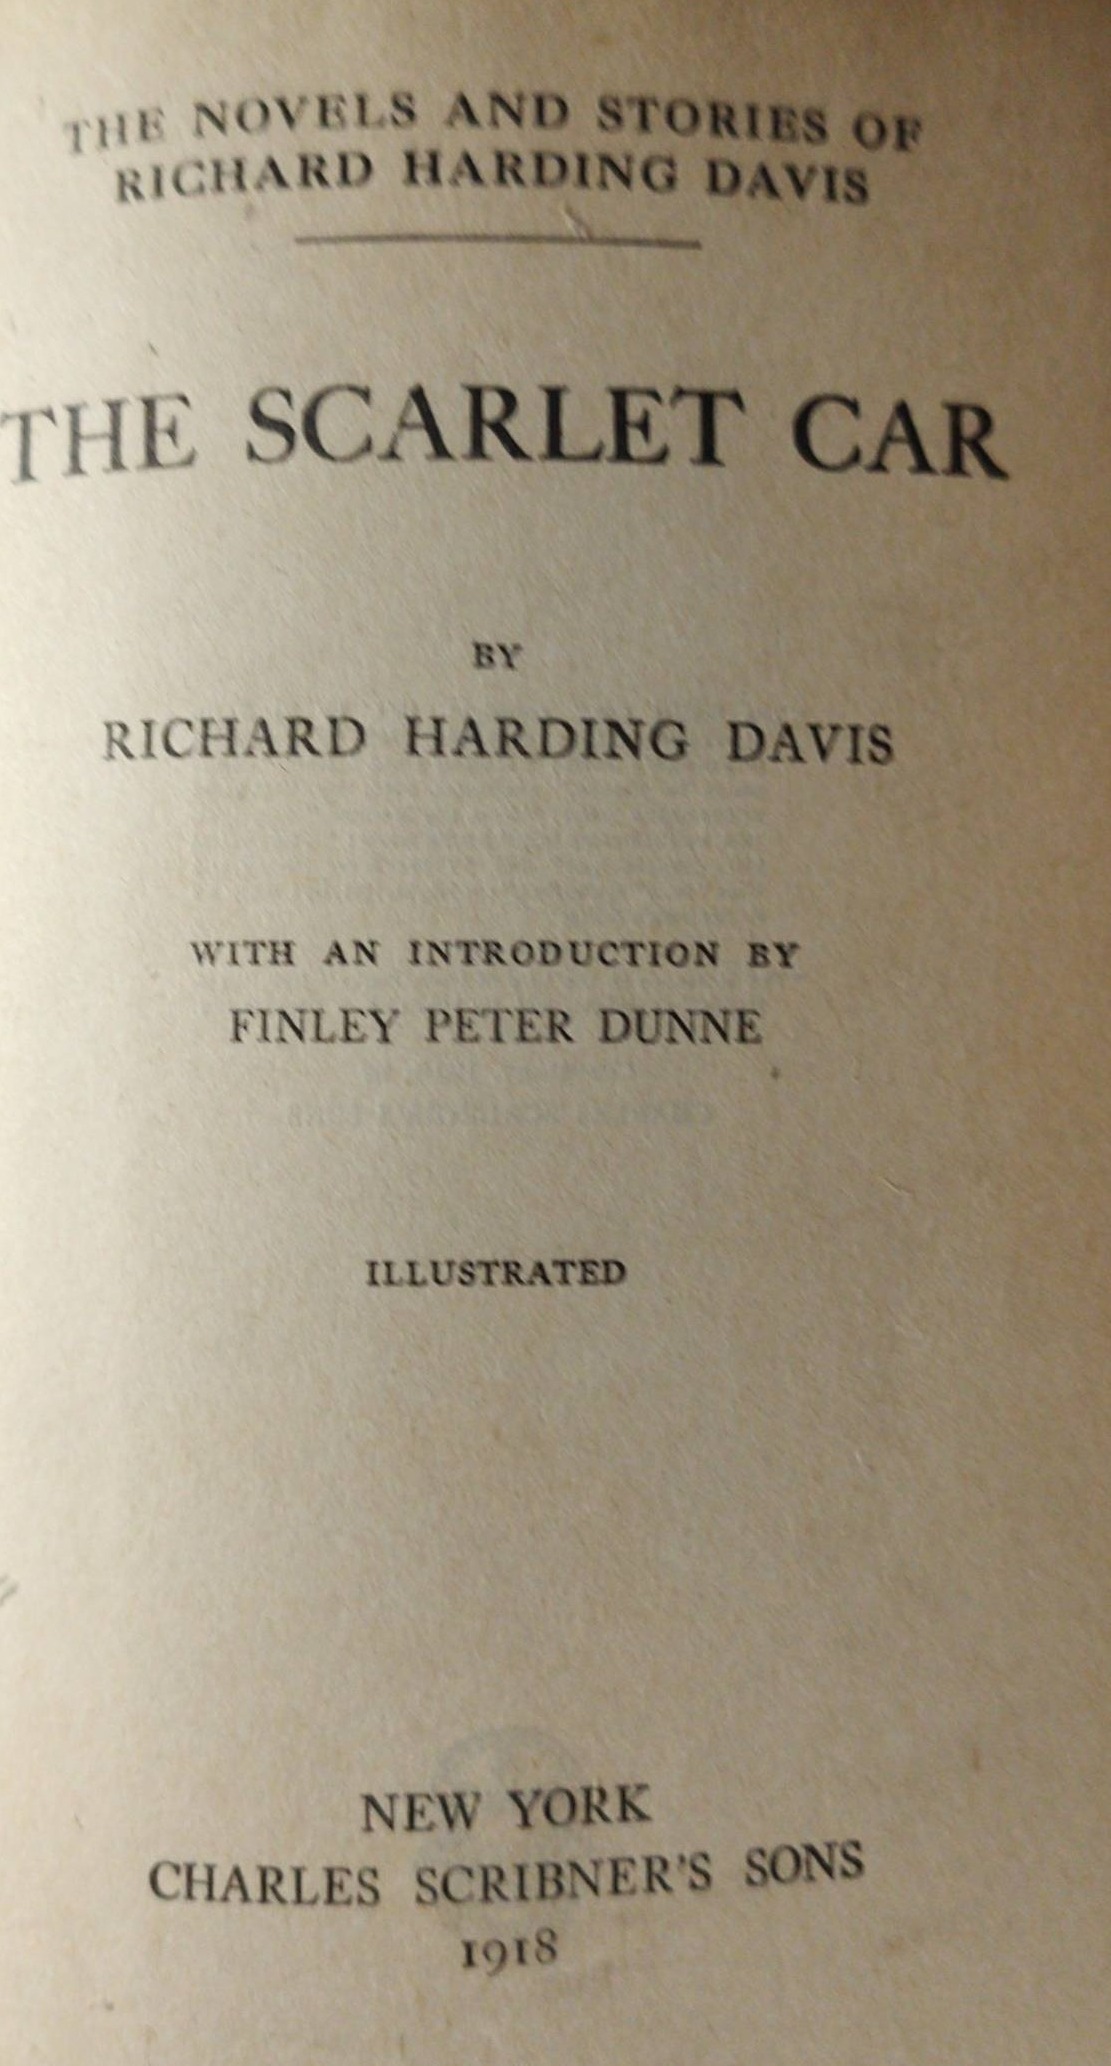 THE NOVELS AND STORIES OF
RICHARD HARDING DAVIS
THE SCARLET CAR
BY
RICHARD HARDING DAVIS
WITH AN INTRODUCTION BY
FINLEY PETER DUNNE
ILLUSTRATED
NEW YORK
CHARLES SCRIBNER'S SONS
1918